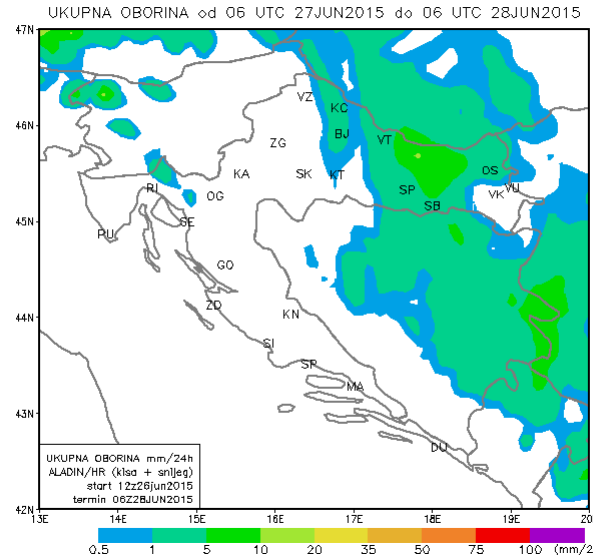 UKUPNA OBORINA od 06 UTC 27JUN2015 do 06 UTC 28JUN2015
47N
VZ
KC
46N
BJ
VT
ZG
OS
KA
SK
KT
RI
OG
SP
VK
VU
SB
45N
SE
PU
GO
ZD
44N
KN
SI
SP
MA
43N
DU
UKUPNA OBORINA mm/24h
ALADIN/HR (kisa + snijeg)
start 12z26jun2015
termin 06Z28JUN2015
42N
13E 14E 15E 16E 17E 18E 19E 20
0.5 1 5 10 20 35 50 75 100 (mm/2